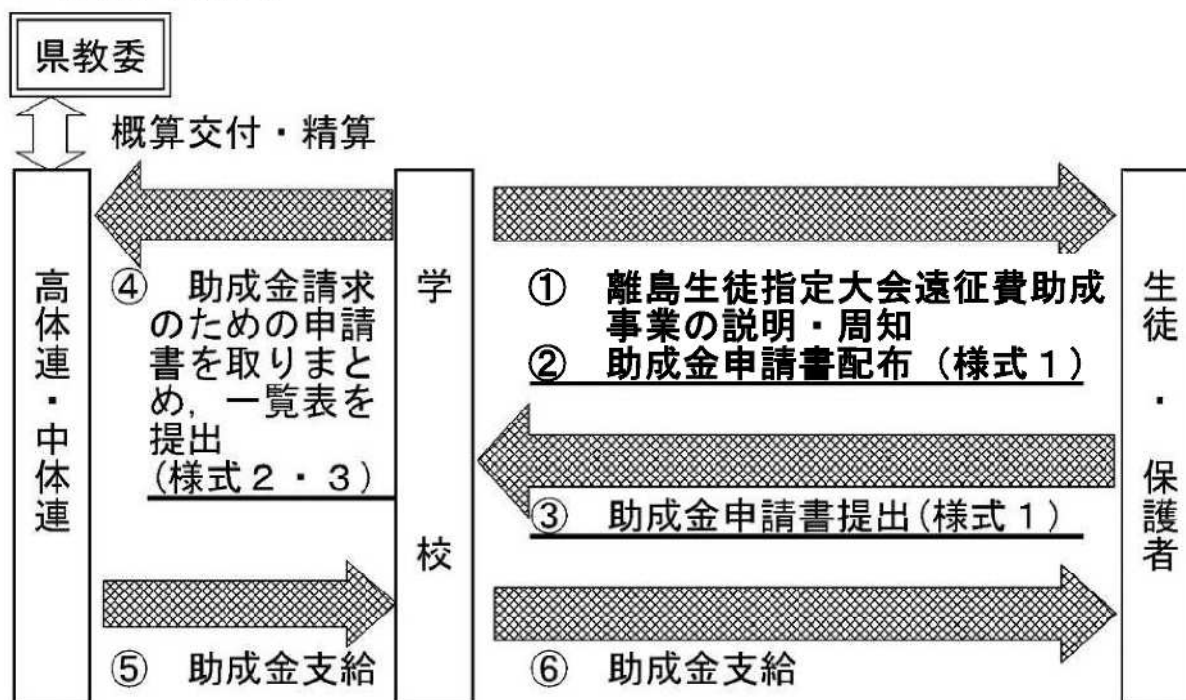 県教委
概算交付・精算
高体連・中体連
④ 助成金請求
のための申請
書を取りまと
め，一覧表を
提出
(様式２・３)
⑤ 助成金支給
学校
① 離島生徒指定大会遠征費助成
事業の説明・周知
② 助成金申請書配布（様式１）
③ 助成金申請書提出(様式１)
⑥ 助成金支給
生徒・保護者